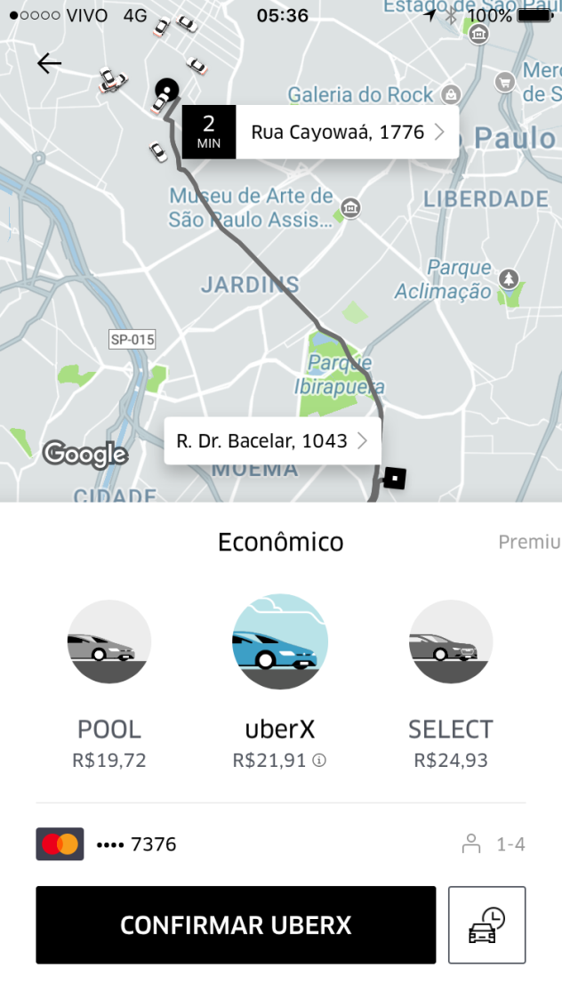 VIVO 4G 05:36 100%
Estado de São Paul
Merc
de S
Galeria do Rock
2
MIN
Rua Cayowaá, 1776
Paulo
Museu de Arte de
São Paulo Assis...
LIBERDADE
Parque
Aclimação
JARDINS
SP-015
Parque
Ibirapuera
R. Dr. Bacelar, 1043
Google
MOEMA
CIDADE
Econômico Premiu
POOL uberX SELECT
R$19,72 R$21,91 R$24,93
•••• 7376 1-4
CONFIRMAR UBERX